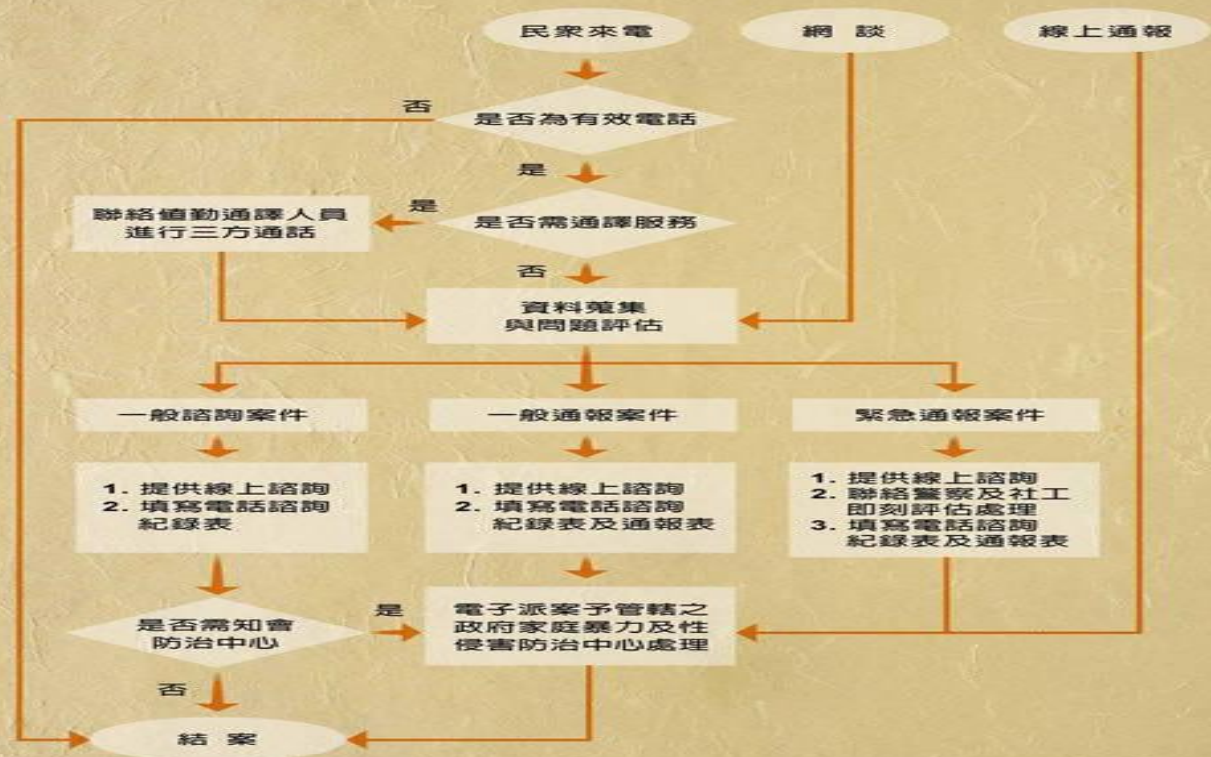 民眾來電
網談
線上通報
否
是否為有效電話
是
聯絡值勤通譯人員
進行三方通話
是
是否需通譯服務
否
資料蒐集
與問題評估
一般諮詢案件
一般通報案件
緊急通報案件
1. 提供線上諮詢
2. 填寫電話諮詢
紀錄表
1. 提供線上諮詢
2. 填寫電話諮詢
紀錄表及通報表
1. 提供線上諮詢
2. 聯絡警察及社工
即刻評估處理
3. 填寫電話諮詢
紀錄表及通報表
是否需知會
防治中心
是
電子派案予管轄之
政府家庭暴力及性
侵害防治中心處理
否
結案